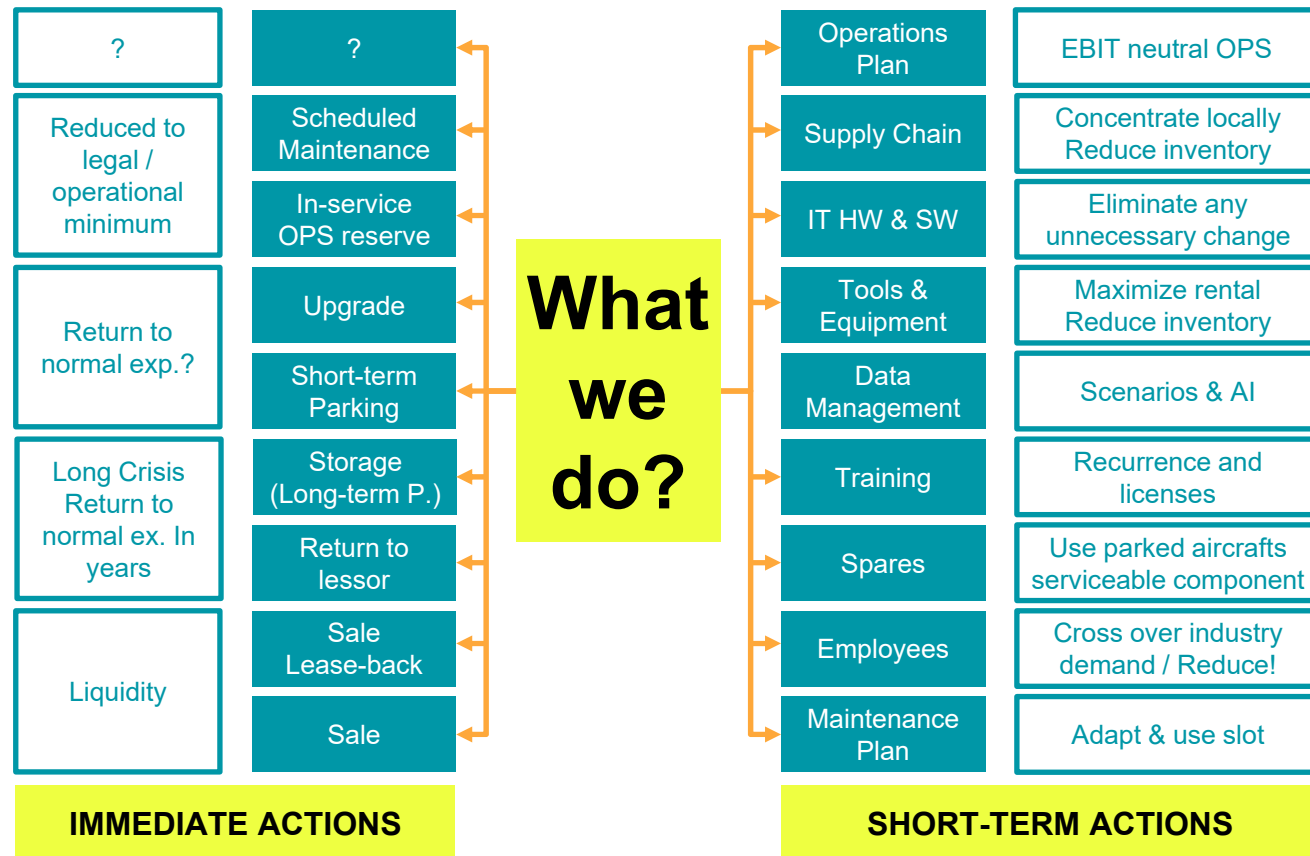 ?
Reduced to
legal /
operational
minimum
Return to
normal exp.?
Long Crisis
Return to
normal ex. In
years
Liquidity
?
Scheduled
Maintenance
In-service
OPS reserve
Upgrade
Short-term
Parking
Storage
(Long-term P.)
Return to
lessor
Sale
Lease-back
Sale
IMMEDIATE ACTIONS
What
we
do?
Operations
Plan
Supply Chain
IT HW & SW
Tools &
Equipment
Data
Management
Training
Spares
Employees
Maintenance
Plan
EBIT neutral OPS
Concentrate locally
Reduce inventory
Eliminate any
unnecessary change
Maximize rental
Reduce inventory
Scenarios & AI
Recurrence and
licenses
Use parked aircrafts
serviceable component
Cross over industry
demand / Reduce!
Adapt & use slot
SHORT-TERM ACTIONS